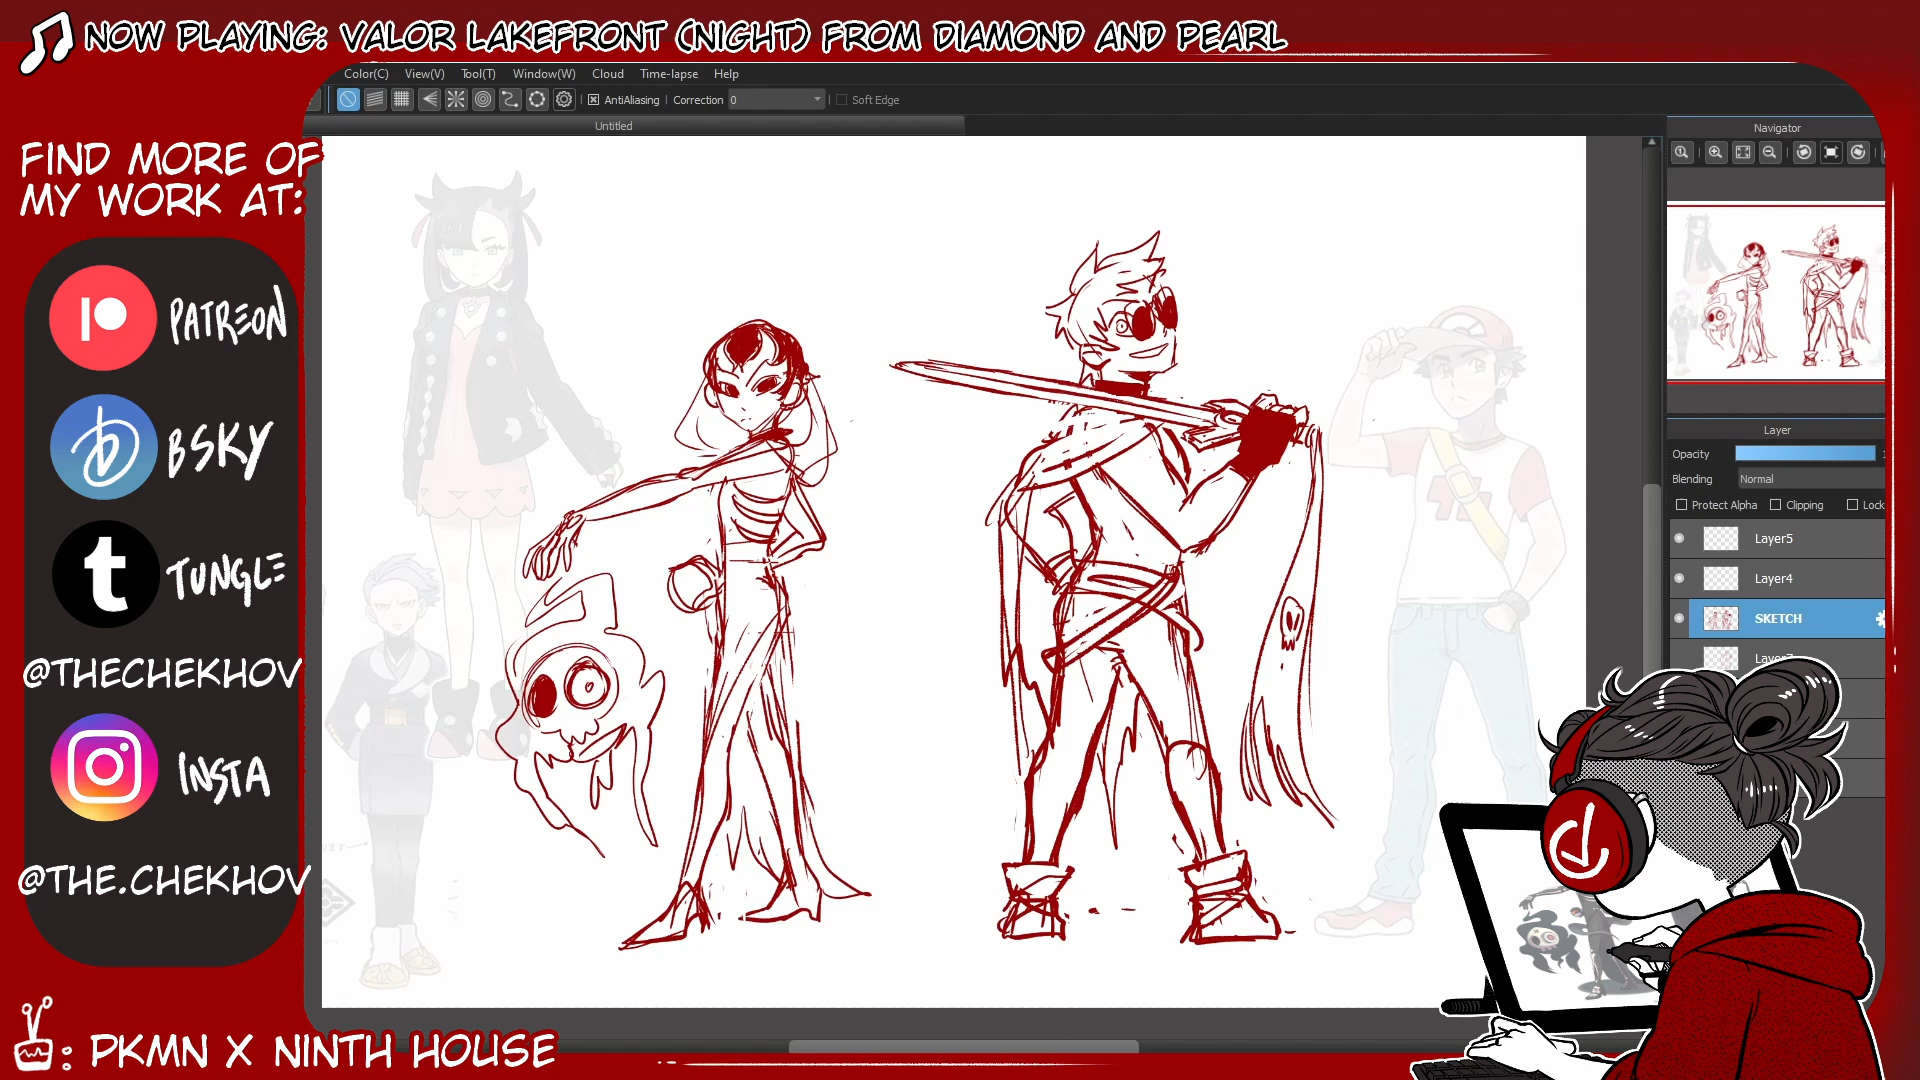 NOW PLAYING: VALOR LAKEFRONT (NIGHT) FROM DIAMOND AND PEARL
Color(C) View(V) Tool(T) Window(W) Cloud Time-lapse Help
AntiAliasing Correction 0 Soft Edge
Untitled
Navigator
FIND MORE OF
MY WORK AT:
PATREON
BSKY
TUNGLE
@THECHEKHOV
INSTA
@THE.CHEKHOV
Layer
Opacity
Blending Normal
Protect Alpha Clipping Lock
Layer5
Layer4
SKETCH
: PKMN X NINTH HOUSE